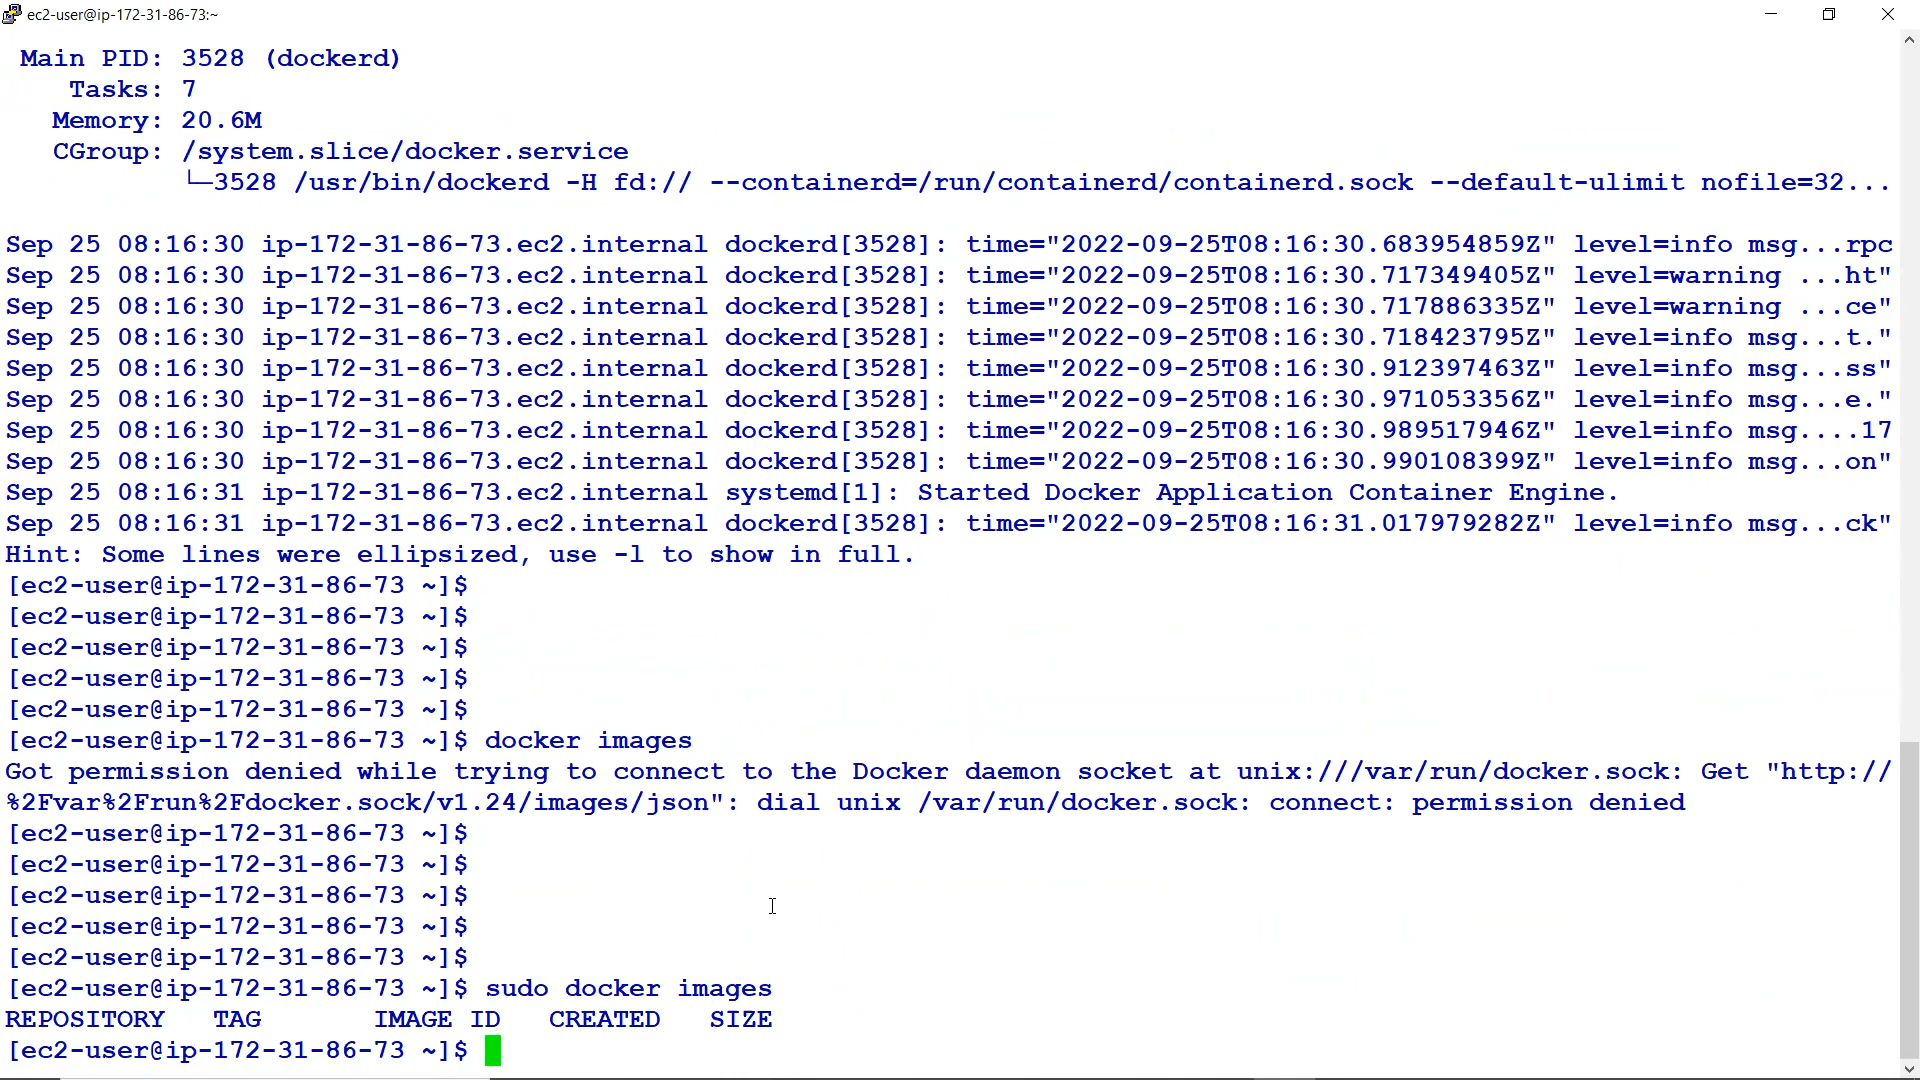 ec2-user@ip-172-31-86-73:~
Main PID: 3528 (dockerd)
Tasks: 7
Memory: 20.6M
CGroup: /system.slice/docker.service
└─3528 /usr/bin/dockerd -H fd:// --containerd=/run/containerd/containerd.sock --default-ulimit nofile=32...
Sep 25 08:16:30 ip-172-31-86-73.ec2.internal dockerd[3528]: time="2022-09-25T08:16:30.683954859Z" level=info msg...rpc
Sep 25 08:16:30 ip-172-31-86-73.ec2.internal dockerd[3528]: time="2022-09-25T08:16:30.717349405Z" level=warning ...ht"
Sep 25 08:16:30 ip-172-31-86-73.ec2.internal dockerd[3528]: time="2022-09-25T08:16:30.717886335Z" level=warning ...ce"
Sep 25 08:16:30 ip-172-31-86-73.ec2.internal dockerd[3528]: time="2022-09-25T08:16:30.718423795Z" level=info msg...t."
Sep 25 08:16:30 ip-172-31-86-73.ec2.internal dockerd[3528]: time="2022-09-25T08:16:30.912397463Z" level=info msg...ss"
Sep 25 08:16:30 ip-172-31-86-73.ec2.internal dockerd[3528]: time="2022-09-25T08:16:30.971053356Z" level=info msg...e."
Sep 25 08:16:30 ip-172-31-86-73.ec2.internal dockerd[3528]: time="2022-09-25T08:16:30.989517946Z" level=info msg....17
Sep 25 08:16:30 ip-172-31-86-73.ec2.internal dockerd[3528]: time="2022-09-25T08:16:30.990108399Z" level=info msg...on"
Sep 25 08:16:31 ip-172-31-86-73.ec2.internal systemd[1]: Started Docker Application Container Engine.
Sep 25 08:16:31 ip-172-31-86-73.ec2.internal dockerd[3528]: time="2022-09-25T08:16:31.017979282Z" level=info msg...ck"
Hint: Some lines were ellipsized, use -l to show in full.
[ec2-user@ip-172-31-86-73 ~]$
[ec2-user@ip-172-31-86-73 ~]$
[ec2-user@ip-172-31-86-73 ~]$
[ec2-user@ip-172-31-86-73 ~]$
[ec2-user@ip-172-31-86-73 ~]$
[ec2-user@ip-172-31-86-73 ~]$ docker images
Got permission denied while trying to connect to the Docker daemon socket at unix:///var/run/docker.sock: Get "http://
%2Fvar%2Frun%2Fdocker.sock/v1.24/images/json": dial unix /var/run/docker.sock: connect: permission denied
[ec2-user@ip-172-31-86-73 ~]$
[ec2-user@ip-172-31-86-73 ~]$
[ec2-user@ip-172-31-86-73 ~]$
[ec2-user@ip-172-31-86-73 ~]$
[ec2-user@ip-172-31-86-73 ~]$
[ec2-user@ip-172-31-86-73 ~]$ sudo docker images
REPOSITORY   TAG       IMAGE ID   CREATED   SIZE
[ec2-user@ip-172-31-86-73 ~]$